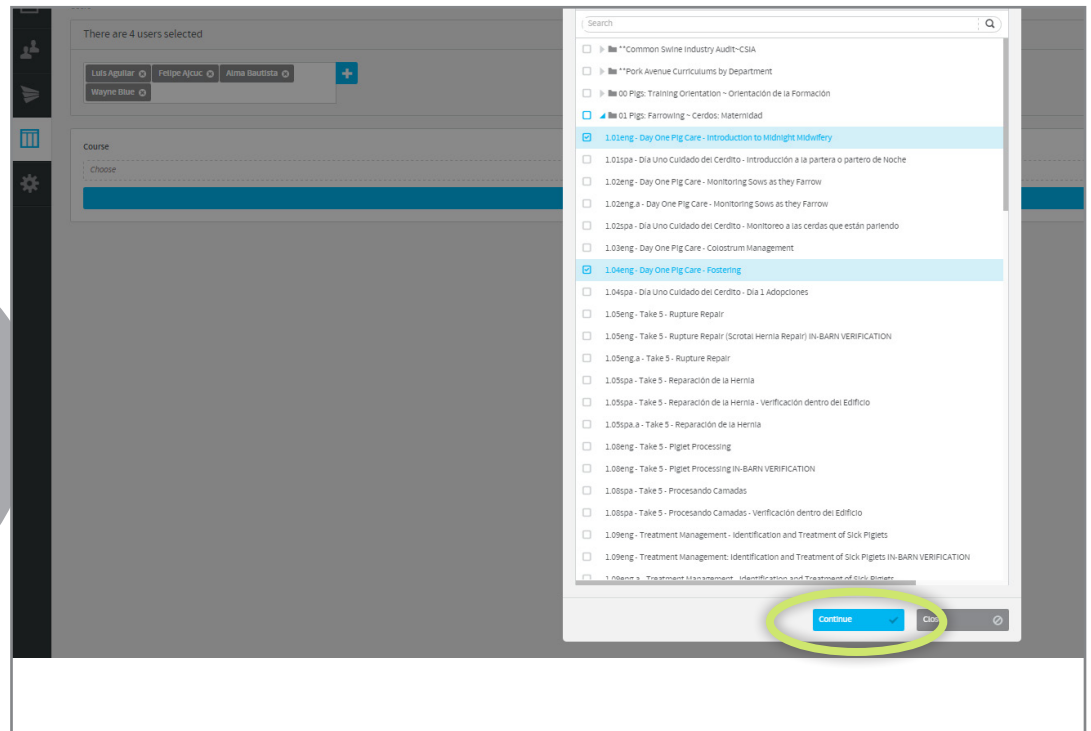 There are 4 users selected
Luis Aguilar
Felipe Ajcuc
Alma Bautista
Wayne Blue
Course
Choose
Search
**Common Swine Industry Audit~CSIA
**Pork Avenue Curriculums by Department
00 Pigs: Training Orientation ~ Orientación de la Formación
01 Pigs: Farrowing ~ Cerdos: Maternidad
1.01eng - Day One Pig Care - Introduction to Midnight Midwifery
1.01spa - Día Uno Cuidado del Cerdito - Introducción a la partera o partero de Noche
1.02eng - Day One Pig Care - Monitoring Sows as they Farrow
1.02eng.a - Day One Pig Care - Monitoring Sows as they Farrow
1.02spa - Día Uno Cuidado del Cerdito - Monitoreo a las cerdas que están pariendo
1.03eng - Day One Pig Care - Colostrum Management
1.04eng - Day One Pig Care - Fostering
1.04spa - Día Uno Cuidado del Cerdito - Día 1 Adopciones
1.05eng - Take 5 - Rupture Repair
1.05eng - Take 5 - Rupture Repair (Scrotal Hernia Repair) IN-BARN VERIFICATION
1.05eng.a - Take 5 - Rupture Repair
1.05spa - Take 5 - Reparación de la Hernia
1.05spa - Take 5 - Reparación de la Hernia - Verificación dentro del Edificio
1.05spa.a - Take 5 - Reparación de la Hernia
1.08eng - Take 5 - Piglet Processing
1.08eng - Take 5 - Piglet Processing IN-BARN VERIFICATION
1.08spa - Take 5 - Procesando Camadas
1.08spa - Take 5 - Procesando Camadas - Verificación dentro del Edificio
1.09eng - Treatment Management - Identification and Treatment of Sick Piglets
1.09eng - Treatment Management: Identification and Treatment of Sick Piglets IN-BARN VERIFICATION
1.09eng.a - Treatment Management - Identification and Treatment of Sick Piglets
Continue
Clos